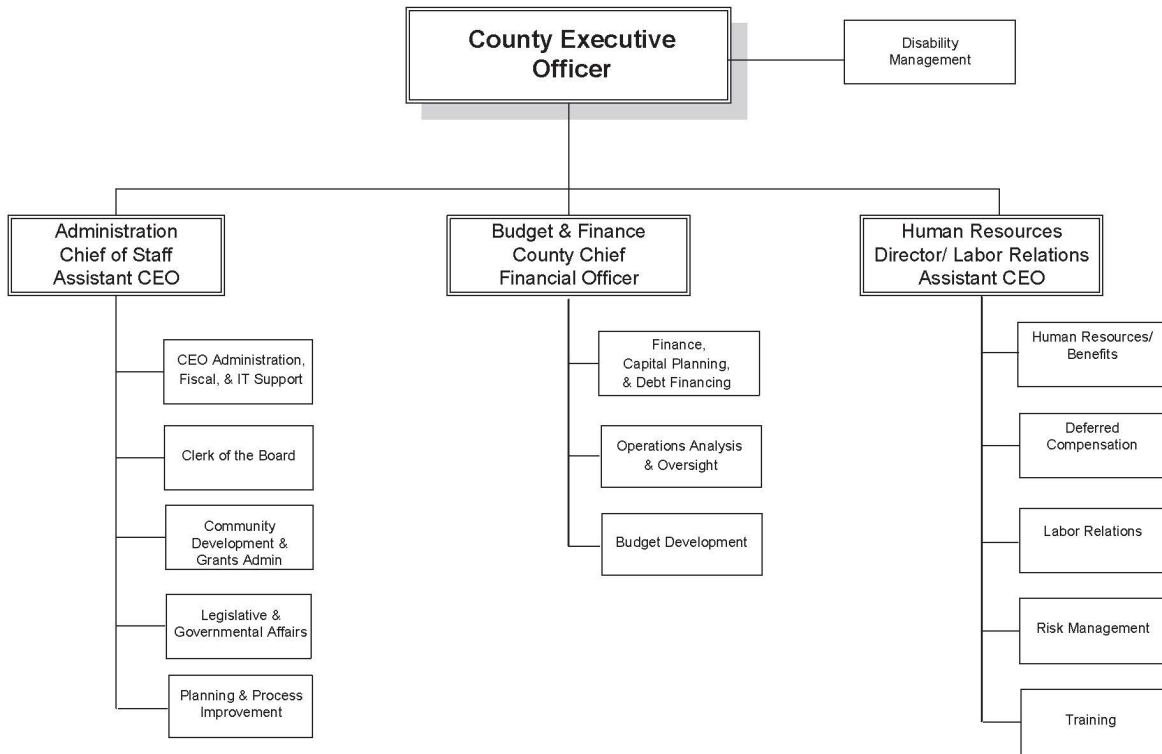 County Executive
Officer
Disability
Management
Administration
Chief of Staff
Assistant CEO
Budget & Finance
County Chief
Financial Officer
Human Resources
Director/ Labor Relations
Assistant CEO
CEO Administration,
Fiscal, & IT Support
Clerk of the Board
Community
Development &
Grants Admin
Legislative &
Governmental Affairs
Planning & Process
Improvement
Finance,
Capital Planning,
& Debt Financing
Operations Analysis
& Oversight
Budget Development
Human Resources/
Benefits
Deferred
Compensation
Labor Relations
Risk Management
Training